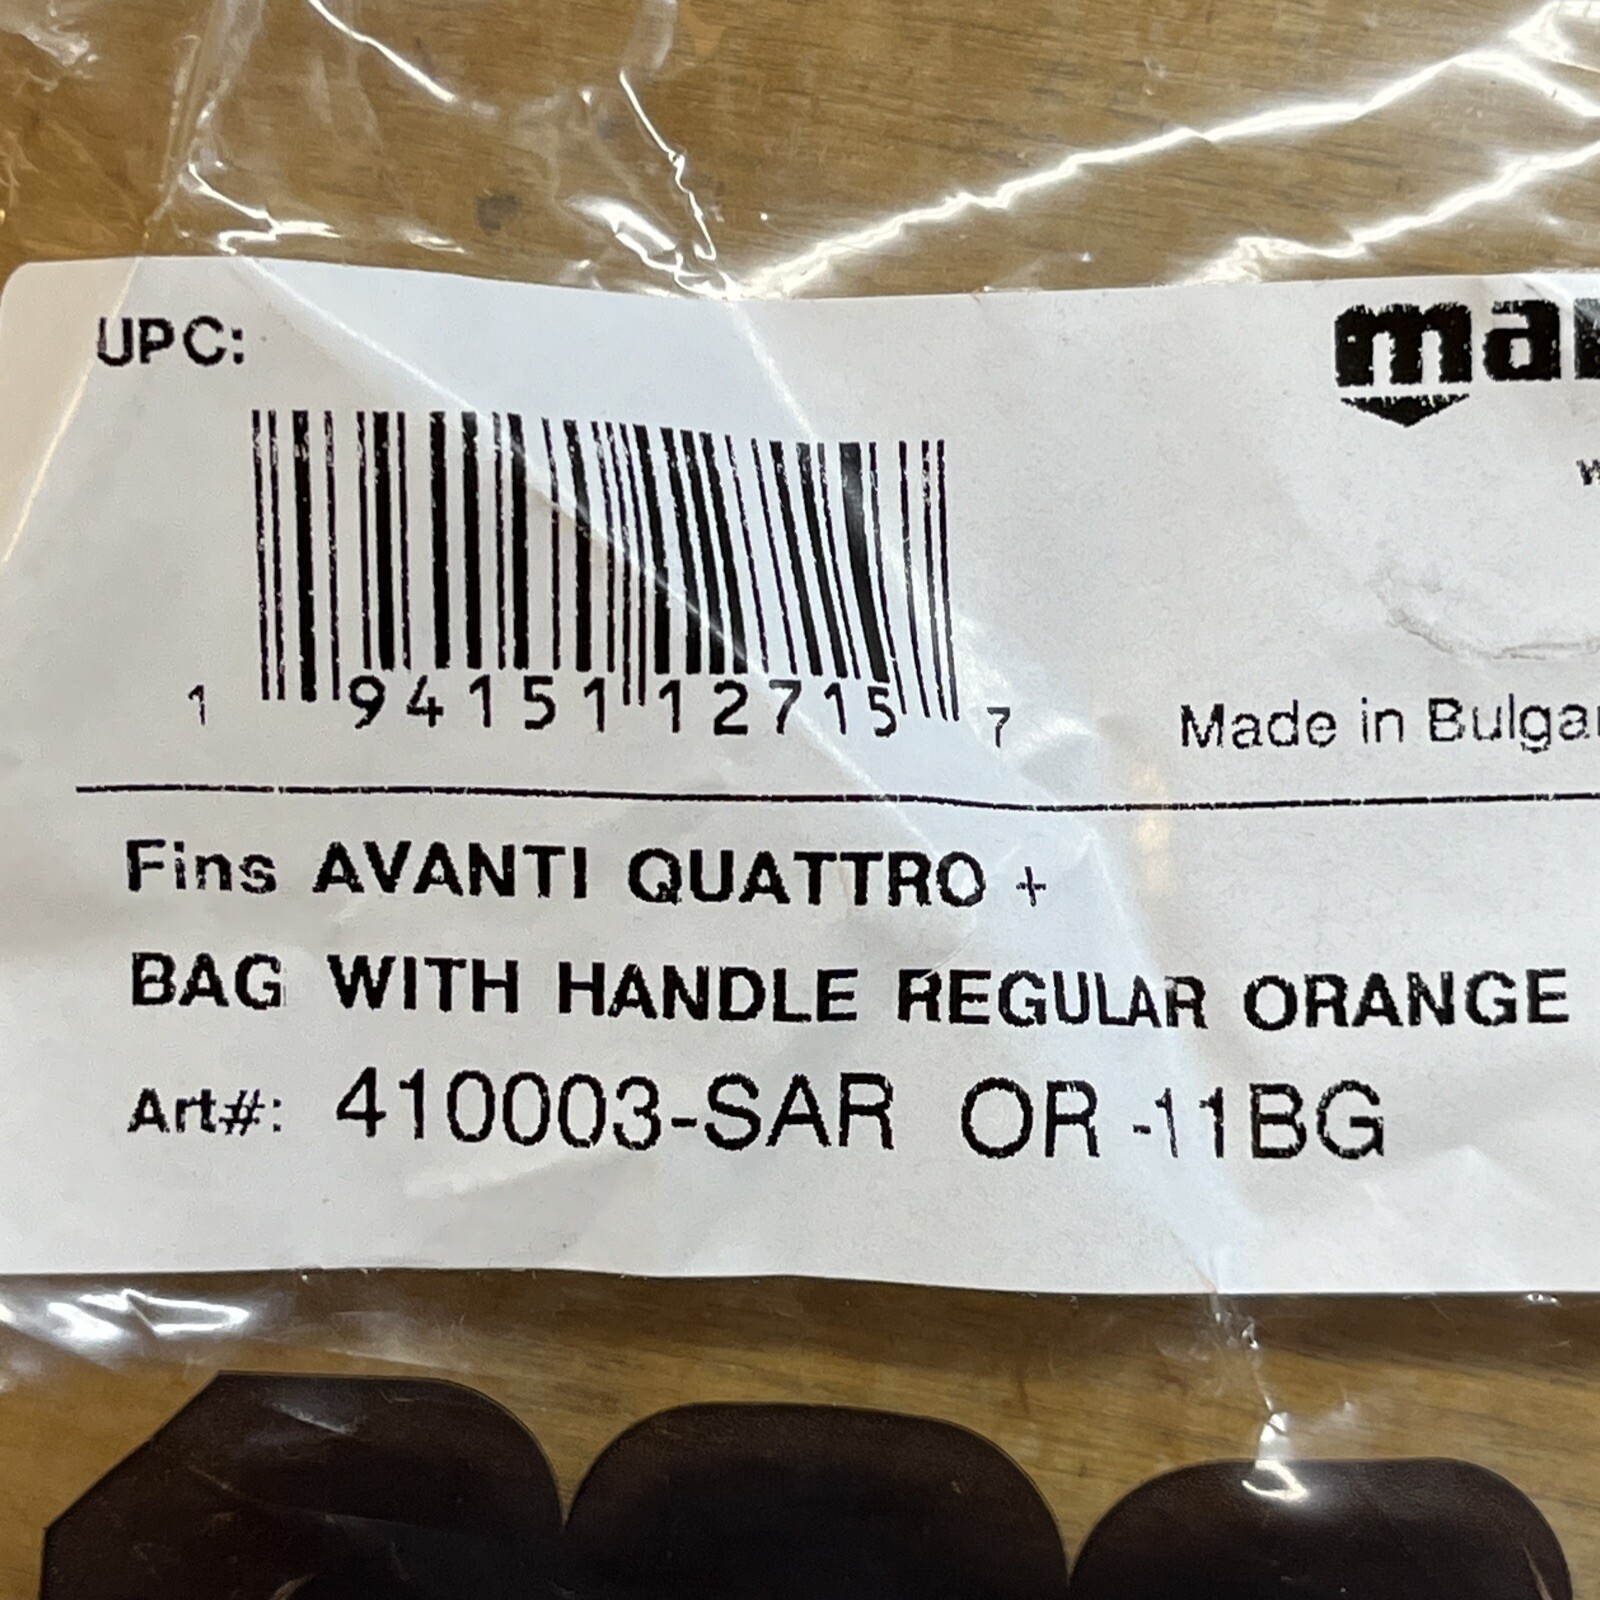 UPC:
1 94151 12715 7
Made in
Fins AVANTI QUATTRO +
BAG WITH HANDLE REGULAR ORANGE
Art#: 410003-SAR OR -11BG